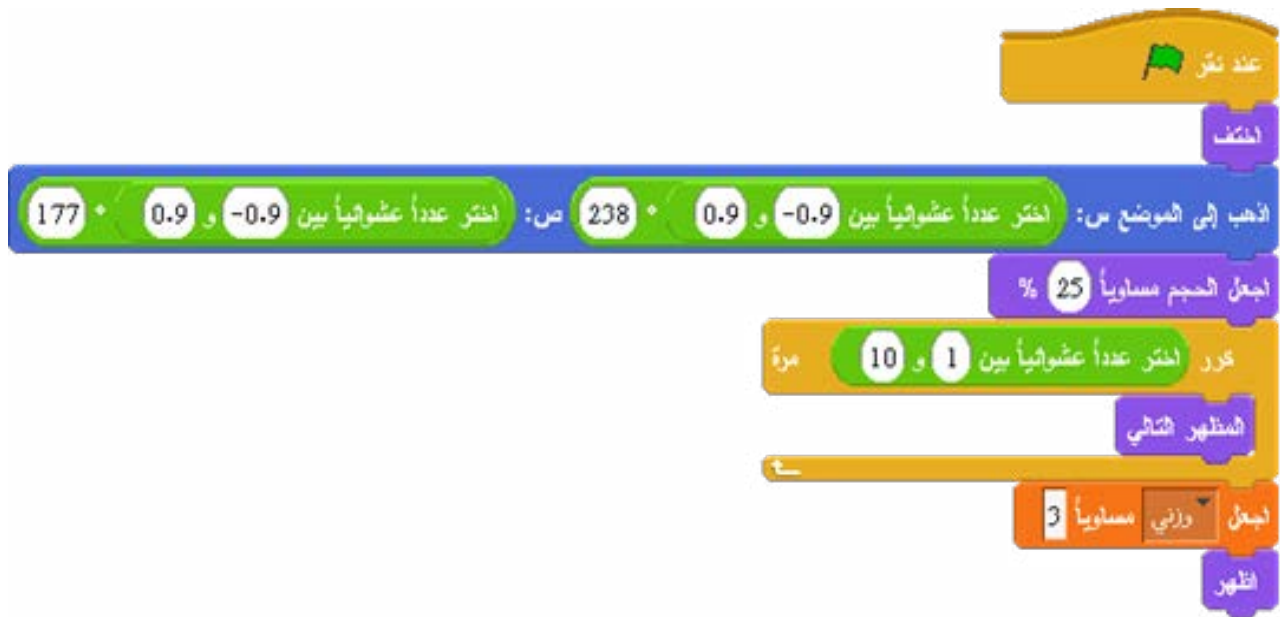 عند نقر
اختف
اذهب إلى الموضع س: اختر عدداً عشوائياً بين -0.9 و 0.9 * 238 ص: اختر عدداً عشوائياً بين -0.9 و 0.9 * 177
اجعل الحجم مساوياً 25 %
كرر اختر عدداً عشوائياً بين 1 و 10 مرة
المظهر التالي
اجعل وزني مساوياً 3
اظهر